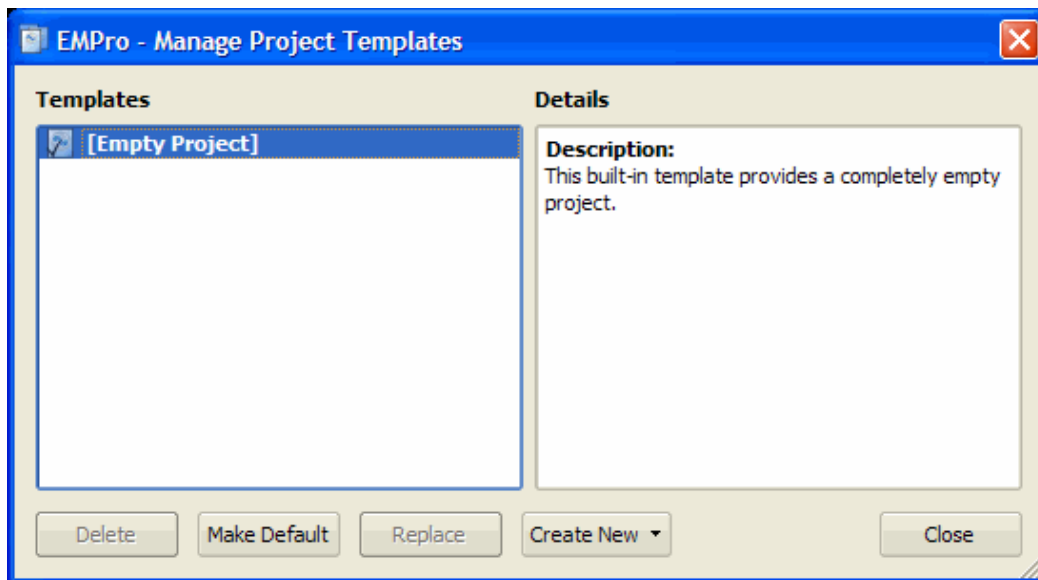 EMPro - Manage Project Templates
Templates
Details
[Empty Project]
Description:
This built-in template provides a completely empty
project.
Delete
Make Default
Replace
Create New
Close